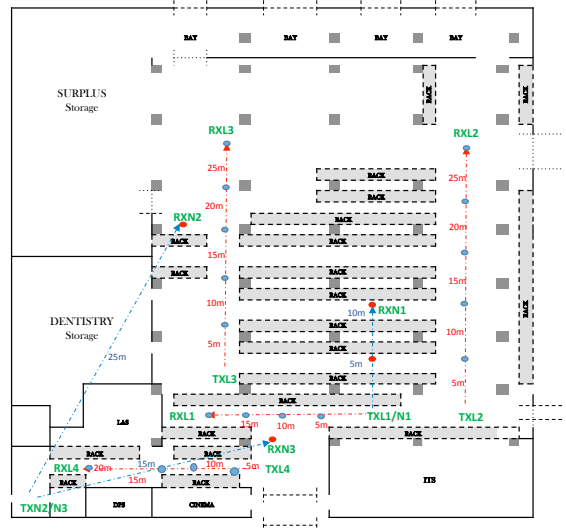 BAY BAY BAY BAY
SURPLUS
Storage
RACK
RACK
RXL3
RXL2
25m
RACK
25m
RACK
20m
RXN2
RACK
20m
RACK
RACK
15m
15m
RACK
RACK
RACK
RACK
10m
10m
RXN1
DENTISTRY
Storage
RACK
10m
25m
5m
RACK
5m
TXL3
RACK
5m
RACK
TXL2
LAS
RXL1
15m
10m
5m
TXL1/N1
RACK
RACK
RXN3
RACK
RACK
RXL4
20m
15m
10m
5m
TXL4
15m
RACK
RACK
ITS
TXN2/N3
DPS
CINEMA